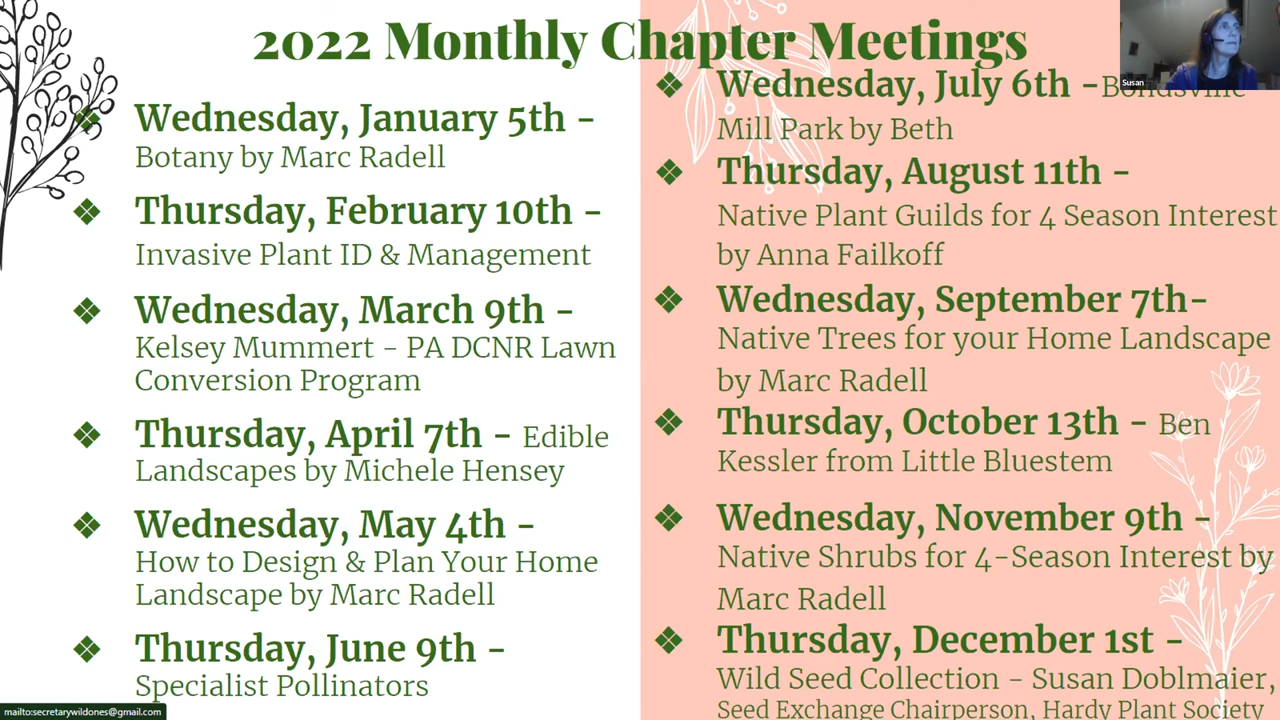 2022 Monthly Chapter Meetings
Wednesday, January 5th -
Botany by Marc Radell
Thursday, February 10th -
Invasive Plant ID & Management
Wednesday, March 9th -
Kelsey Mummert - PA DCNR Lawn
Conversion Program
Thursday, April 7th - Edible
Landscapes by Michele Hensey
Wednesday, May 4th -
How to Design & Plan Your Home
Landscape by Marc Radell
Thursday, June 9th -
Specialist Pollinators
Wednesday, July 6th - Bondsville
Mill Park by Beth
Thursday, August 11th -
Native Plant Guilds for 4 Season Interest
by Anna Failkoff
Wednesday, September 7th-
Native Trees for your Home Landscape
by Marc Radell
Thursday, October 13th - Ben
Kessler from Little Bluestem
Wednesday, November 9th -
Native Shrubs for 4-Season Interest by
Marc Radell
Thursday, December 1st -
Wild Seed Collection - Susan Doblmaier,
Seed Exchange Chairperson, Hardy Plant Society
Susan
mailto:secretarywildones@gmail.com